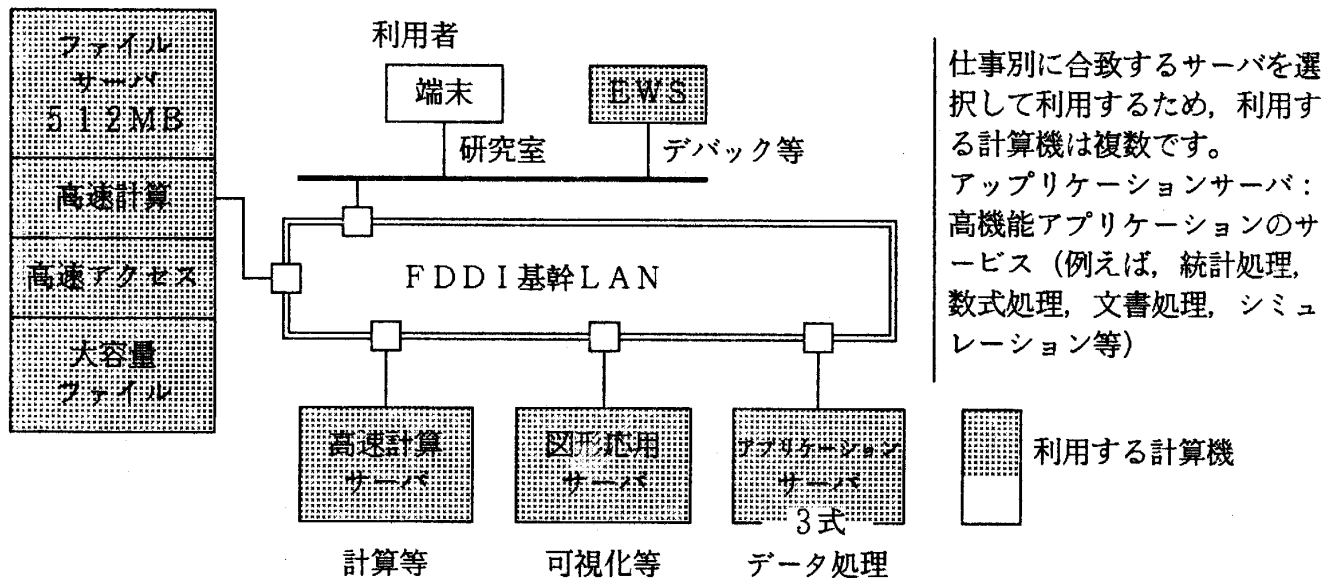 ファイル
サーバ
512MB
高速計算
高速アクセス
大容量
ファイル
利用者
端末
EWS
研究室
デバック等
FDDI基幹LAN
高速計算
サーバ
計算等
図形応用
サーバ
可視化等
アプリケーション
サーバ
3式
データ処理
仕事別に合致するサーバを選
択して利用するため，利用す
る計算機は複数です。
アップリケーションサーバ：
高機能アプリケーションのサ
ービス（例えば，統計処理，
数式処理，文書処理，シミュ
レーション等）
利用する計算機